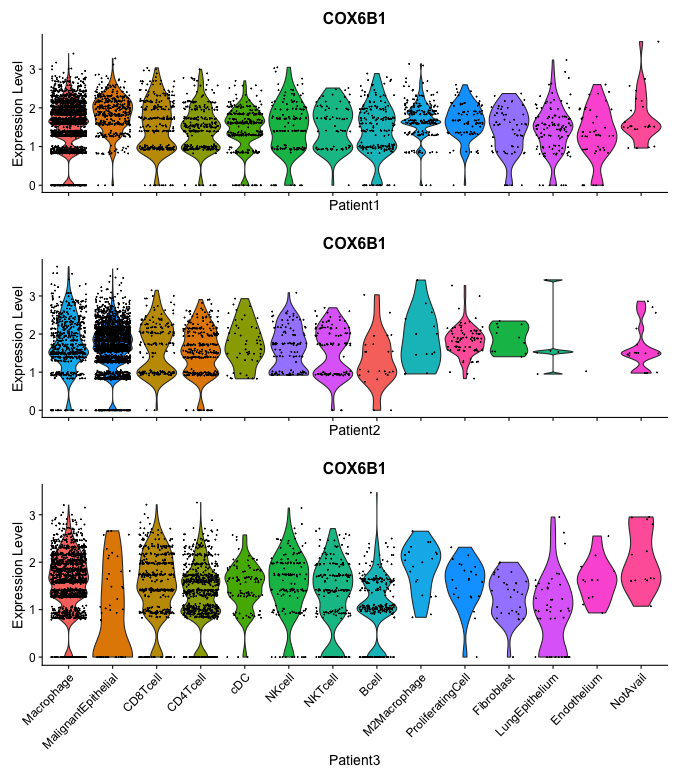 COX6B1
Expression Level
3
2
1
0
Patient1
COX6B1
Expression Level
3
2
1
0
Patient2
COX6B1
Expression Level
3
2
1
0
Macrophage
MalignantEpithelial
CD8Tcell
CD4Tcell
cDC
NKcell
NKTcell
Bcell
M2Macrophage
ProliferatingCell
Fibroblast
LungEpithelium
Endothelium
NotAvail
Patient3